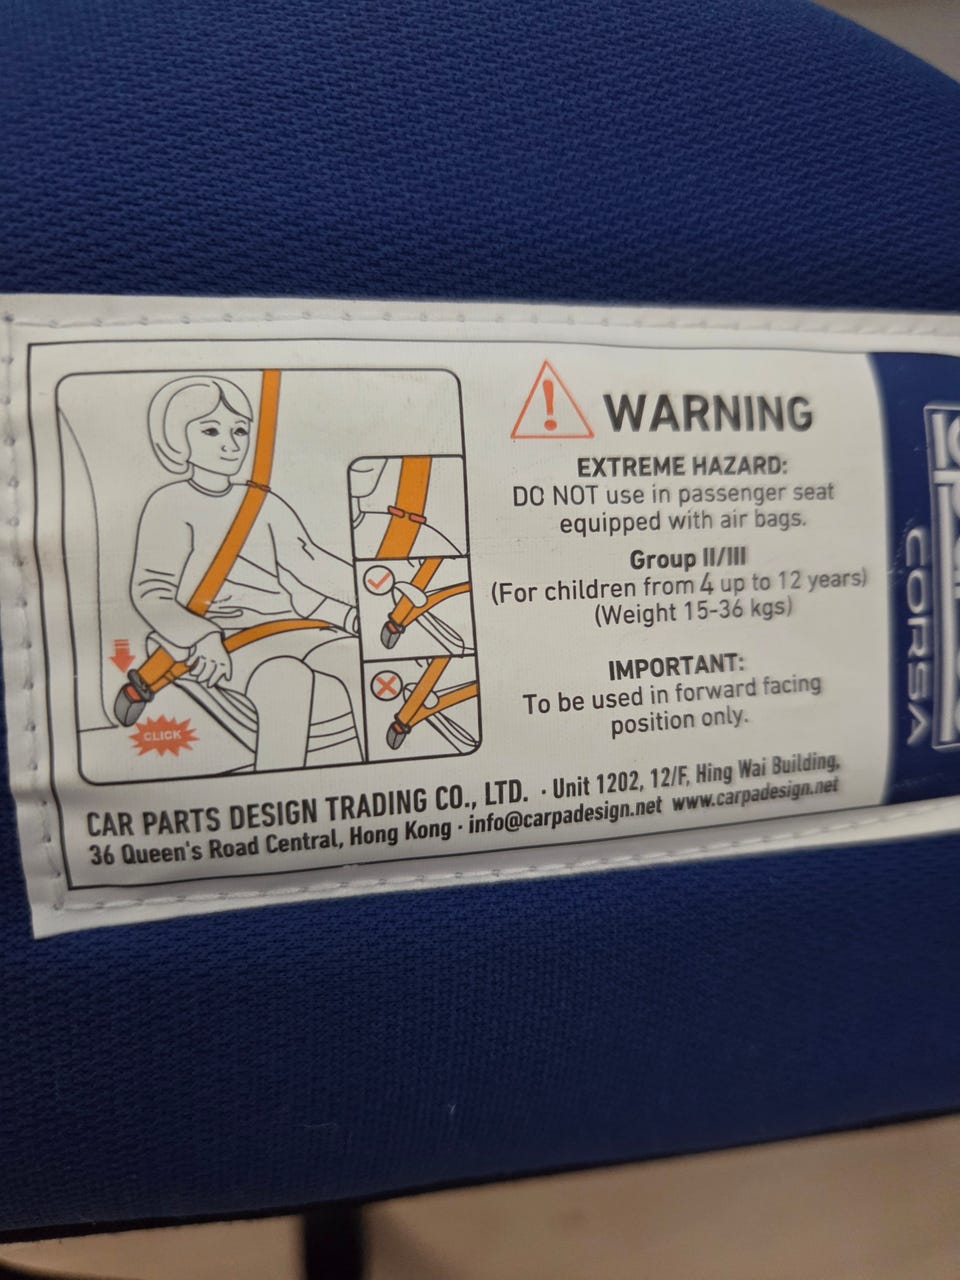 WARNING
EXTREME HAZARD:
DO NOT use in passenger seat
equipped with air bags.
Group II/III
(For children from 4 up to 12 years)
(Weight 15-36 kgs)
IMPORTANT:
To be used in forward facing
position only.
CLICK
CAR PARTS DESIGN TRADING CO., LTD. · Unit 1202, 12/F, Hing Wai Building,
36 Queen's Road Central, Hong Kong · info@carpadesign.net www.carpadesign.net
CORSA